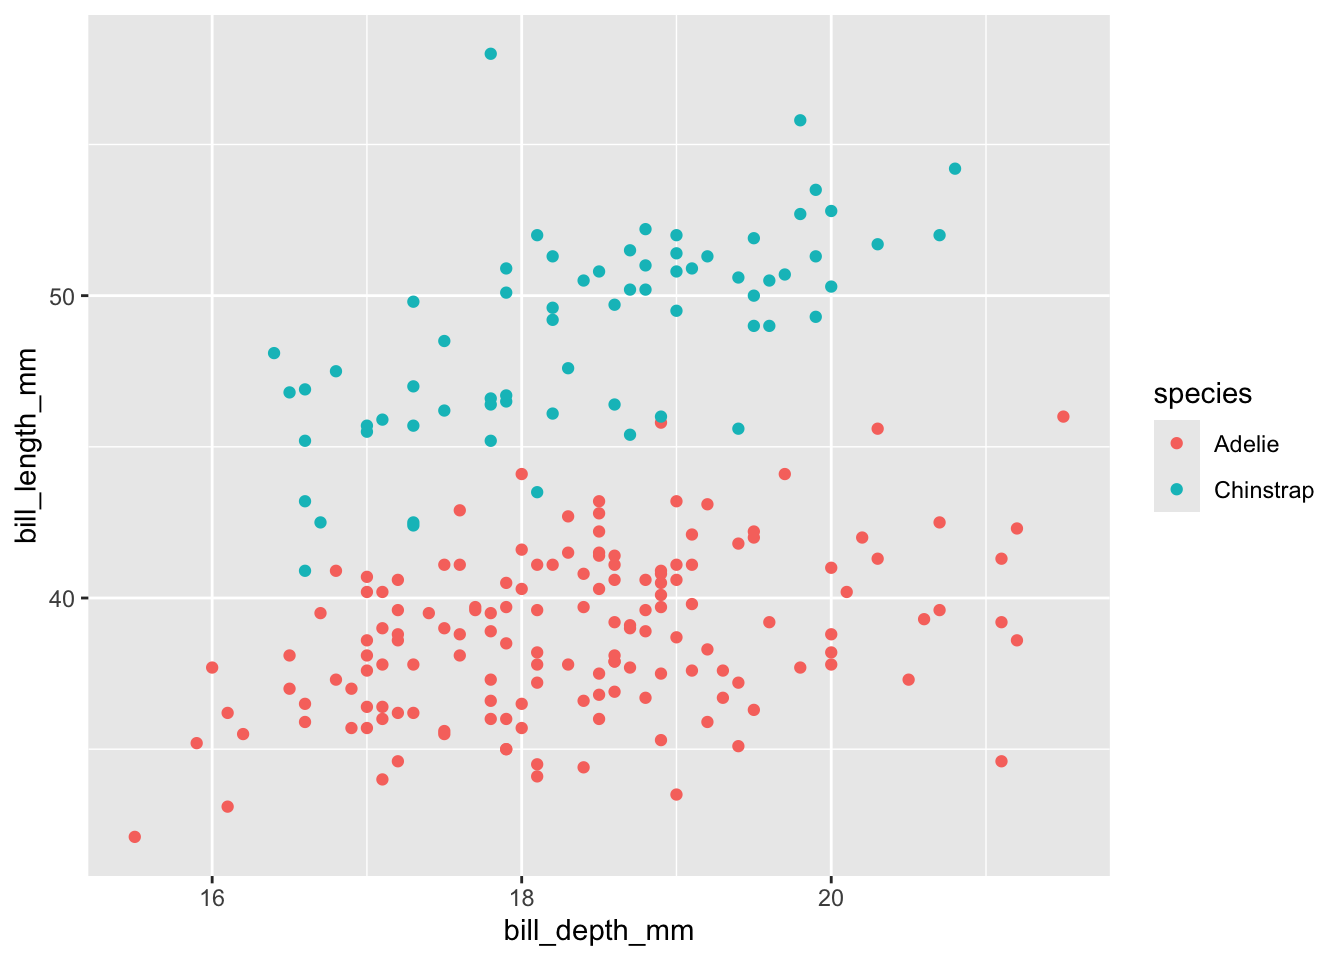 bill_length_mm
50
40
16 18 20
bill_depth_mm
species
Adelie
Chinstrap